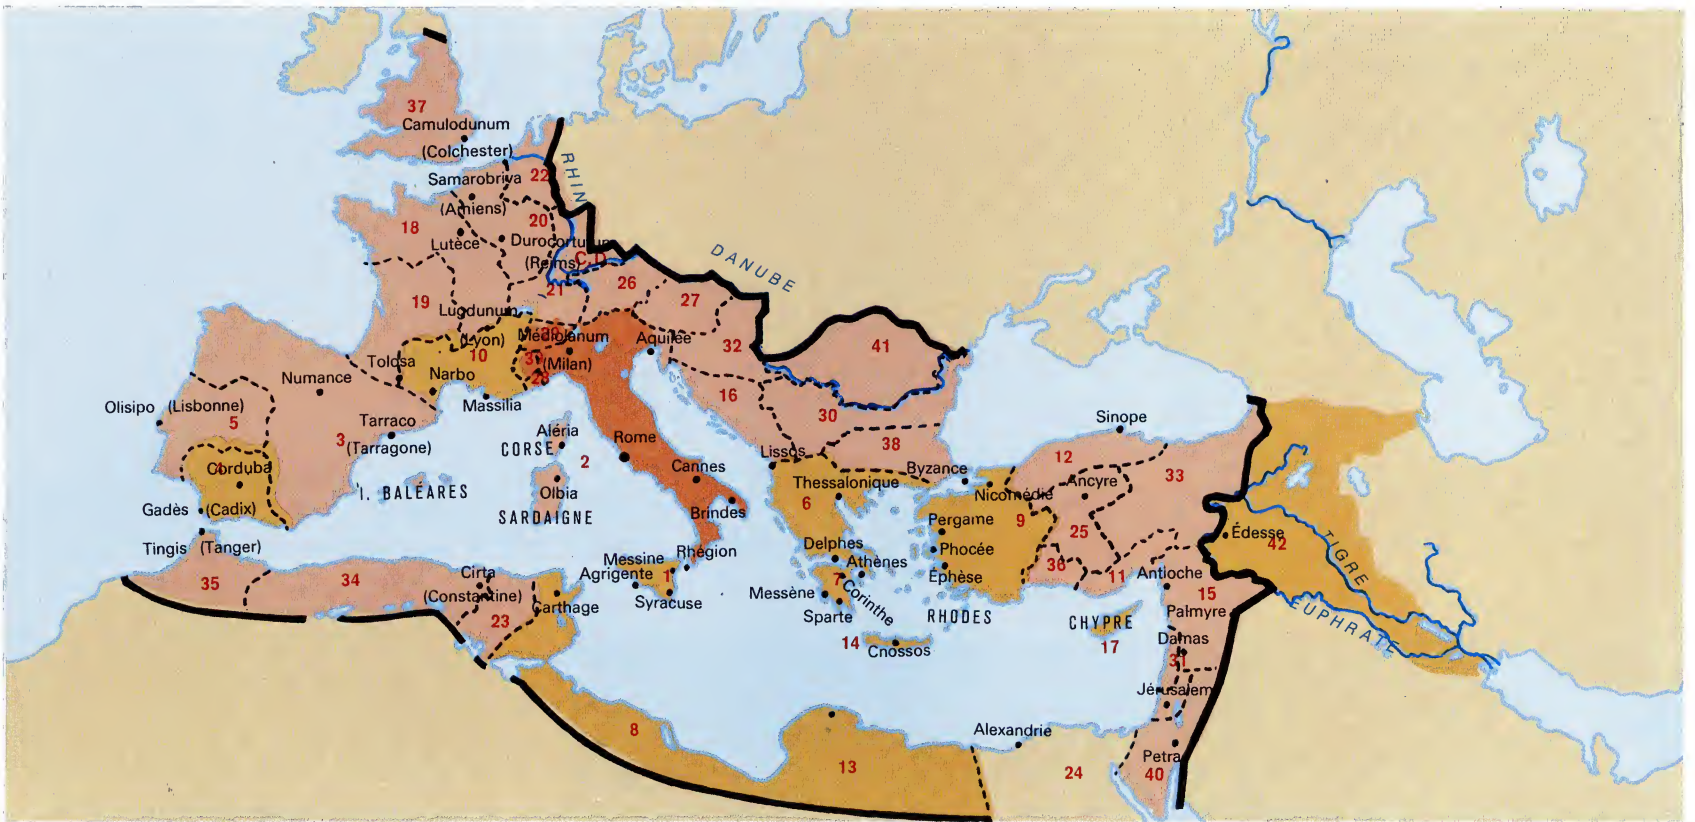 37
Camulodunum
(Colchester)
RHIN
22
Samarobriva
(Amiens)
18
20
Lutèce
Durocortorum
(Reims)
C.D.
DANUBE
26
21
27
19
Lugdunum
(Lyon)
10
39
Médiolanum
(Milan)
28
Aquilée
32
41
Tolosa
Narbo
Massilia
Numance
16
30
38
Olisipo (Lisbonne)
5
3
Tarraco
(Tarragone)
Aléria
CORSE
2
Rome
Lissos
Sinope
12
33
Corduba
Cannes
Byzance
Ancyre
I. BALÉARES
Olbia
SARDAIGNE
Thessalonique
Nicomédie
6
Gadès (Cadix)
Brindes
Pergame
9
25
Édesse
42
TIGRE
Tingis (Tanger)
Messine
Rhégion
Delphes
Phocée
Athènes
35
34
Cirta
(Constantine)
Agrigente
1
Syracuse
7
Éphèse
36
11
Antioche
15
Carthage
Messène
Corinthe
Sparte
RHODES
CHYPRE
Palmyre
EUPHRATE
23
14
Cnossos
17
Damas
31
Jérusalem
8
13
Alexandrie
24
Petra
40